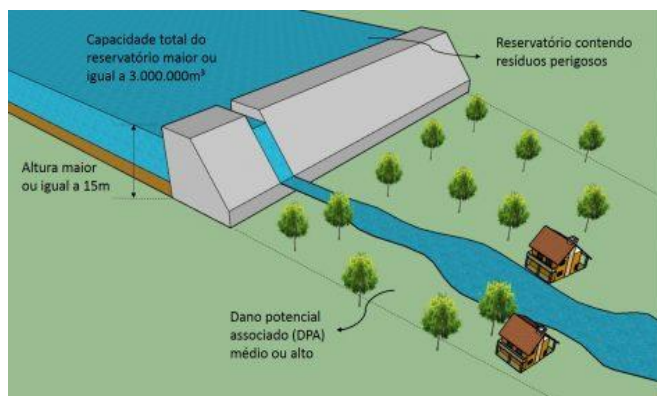 Capacidade total do
reservatório maior ou
igual a 3.000.000m³
Reservatório contendo
resíduos perigosos
Altura maior
ou igual a 15m
Dano potencial
associado (DPA)
médio ou alto